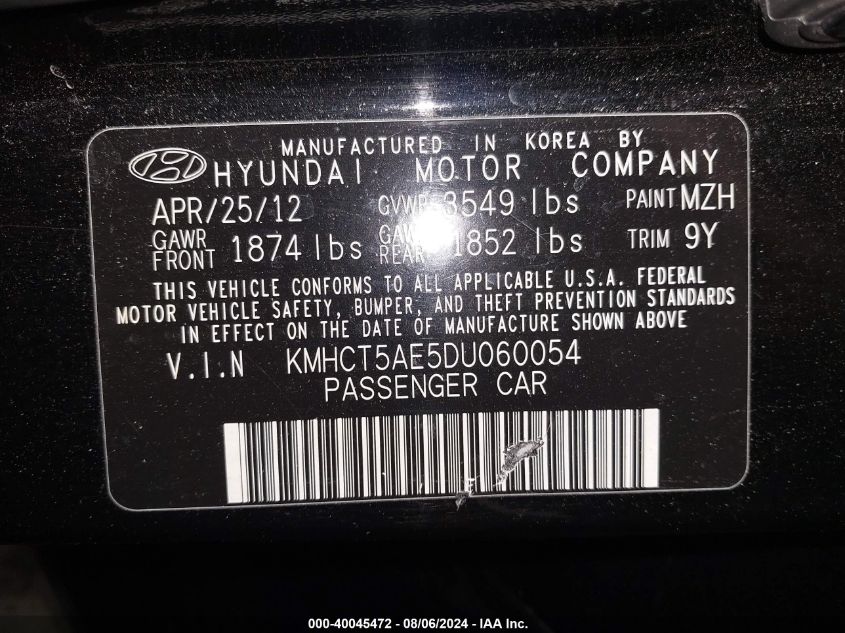 MANUFACTURED IN KOREA BY
HYUNDAI MOTOR COMPANY
APR/25/12 GVWR 3549 lbs PAINT MZH
GAWR FRONT 1874 lbs GAWR REAR 1852 lbs TRIM 9Y
THIS VEHICLE CONFORMS TO ALL APPLICABLE U.S.A. FEDERAL
MOTOR VEHICLE SAFETY, BUMPER, AND THEFT PREVENTION STANDARDS
IN EFFECT ON THE DATE OF MANUFACTURE SHOWN ABOVE
V.I.N KMHCT5AE5DU060054
PASSENGER CAR
000-40045472 - 08/06/2024 - IAA Inc.